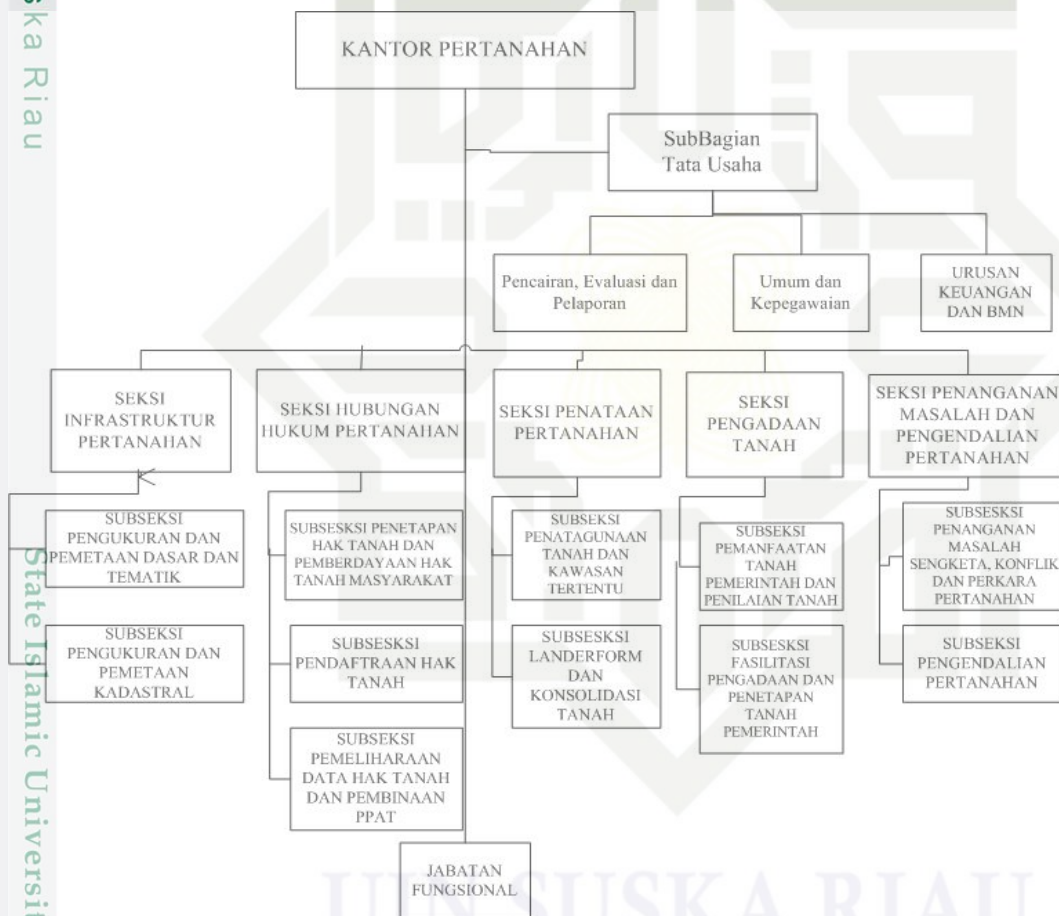 KANTOR PERTANAHAN
SubBagian
Tata Usaha
Pencairan, Evaluasi dan
Pelaporan
Umum dan
Kepegawaian
URUSAN
KEUANGAN
DAN BMN
SEKSI
INFRASTRUKTUR
PERTANAHAN
SEKSI HUBUNGAN
HUKUM PERTANAHAN
SEKSI PENATAAN
PERTANAHAN
SEKSI
PENGADAAN
TANAH
SEKSI PENANGANAN
MASALAH DAN
PENGENDALIAN
PERTANAHAN
SUBSEKSI
PENGUKURAN DAN
PEMETAAN DASAR DAN
TEMATIK
SUBSEKSI
PENGUKURAN DAN
PEMETAAN
KADASTRAL
SUBSESKSI PENETAPAN
HAK TANAH DAN
PEMBERDAYAAN HAK
TANAH MASYARAKAT
SUBSESKSI
PENDAFTRAAN HAK
TANAH
SUBSEKSI
PEMELIHARAAN
DATA HAK TANAH
DAN PEMBINAAN
PPAT
SUBSEKSI
PENATAGUNAAN
TANAH DAN
KAWASAN
TERTENTU
SUBSESKSI
LANDERFORM
DAN
KONSOLIDASI
TANAH
SUBSEKSI
PEMANFAATAN
TANAH
PEMERINTAH DAN
PENILAIAN TANAH
SUBSESKSI
FASILITASI
PENGADAAN DAN
PENETAPAN
TANAH
PEMERINTAH
SUBSESKSI
PENANGANAN
MASALAH
SENGKETA, KONFLIK
DAN PERKARA
PERTANAHAN
SUBSEKSI
PENGENDALIAN
PERTANAHAN
JABATAN
FUNGSIONAL
UIN SUSKA RIAU
ka Riau
State Islamic Universit